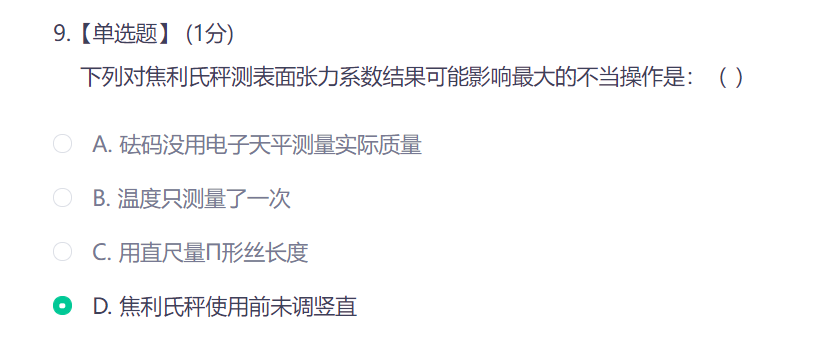 9.【单选题】 (1分)
下列对焦利氏秤测表面张力系数结果可能影响最大的不当操作是： ( )
A. 砝码没用电子天平测量实际质量
B. 温度只测量了一次
C. 用直尺量Π形丝长度
D. 焦利氏秤使用前未调竖直